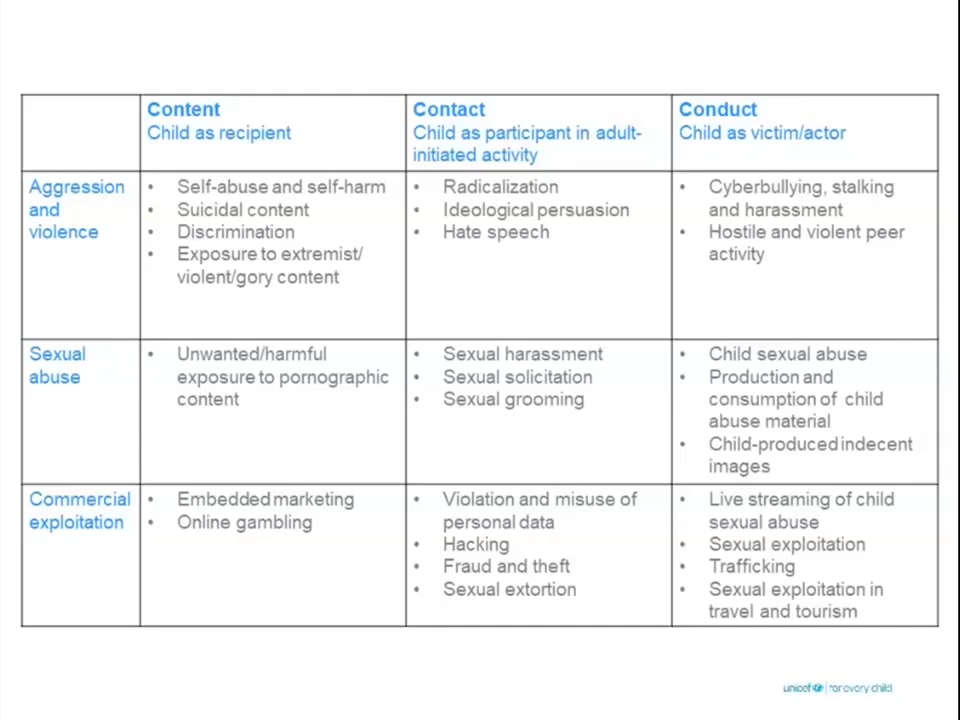 Content
Child as recipient
Contact
Child as participant in adult-
initiated activity
Conduct
Child as victim/actor
Aggression
and
violence
• Self-abuse and self-harm
• Suicidal content
• Discrimination
• Exposure to extremist/
violent/gory content
• Radicalization
• Ideological persuasion
• Hate speech
• Cyberbullying, stalking
and harassment
• Hostile and violent peer
activity
Sexual
abuse
• Unwanted/harmful
exposure to pornographic
content
• Sexual harassment
• Sexual solicitation
• Sexual grooming
• Child sexual abuse
• Production and
consumption of child
abuse material
• Child-produced indecent
images
Commercial
exploitation
• Embedded marketing
• Online gambling
• Violation and misuse of
personal data
• Hacking
• Fraud and theft
• Sexual extortion
• Live streaming of child
sexual abuse
• Sexual exploitation
• Trafficking
• Sexual exploitation in
travel and tourism
unicef | for every child